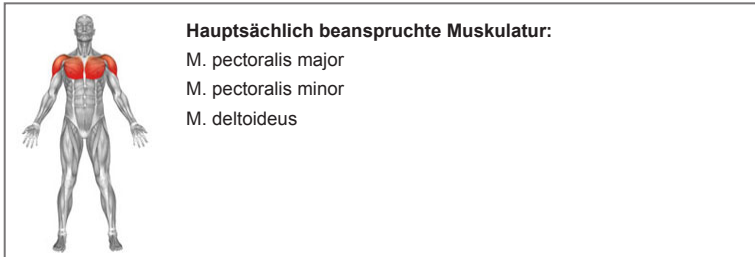 Hauptsächlich beanspruchte Muskulatur:
M. pectoralis major
M. pectoralis minor
M. deltoideus